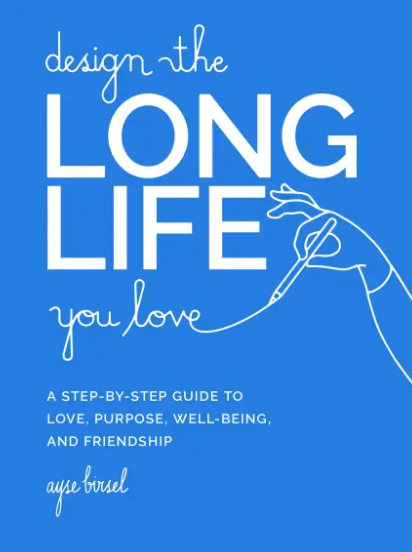 design the
LONG
LIFE
you love
A STEP-BY-STEP GUIDE TO
LOVE, PURPOSE, WELL-BEING,
AND FRIENDSHIP
ayse birsel